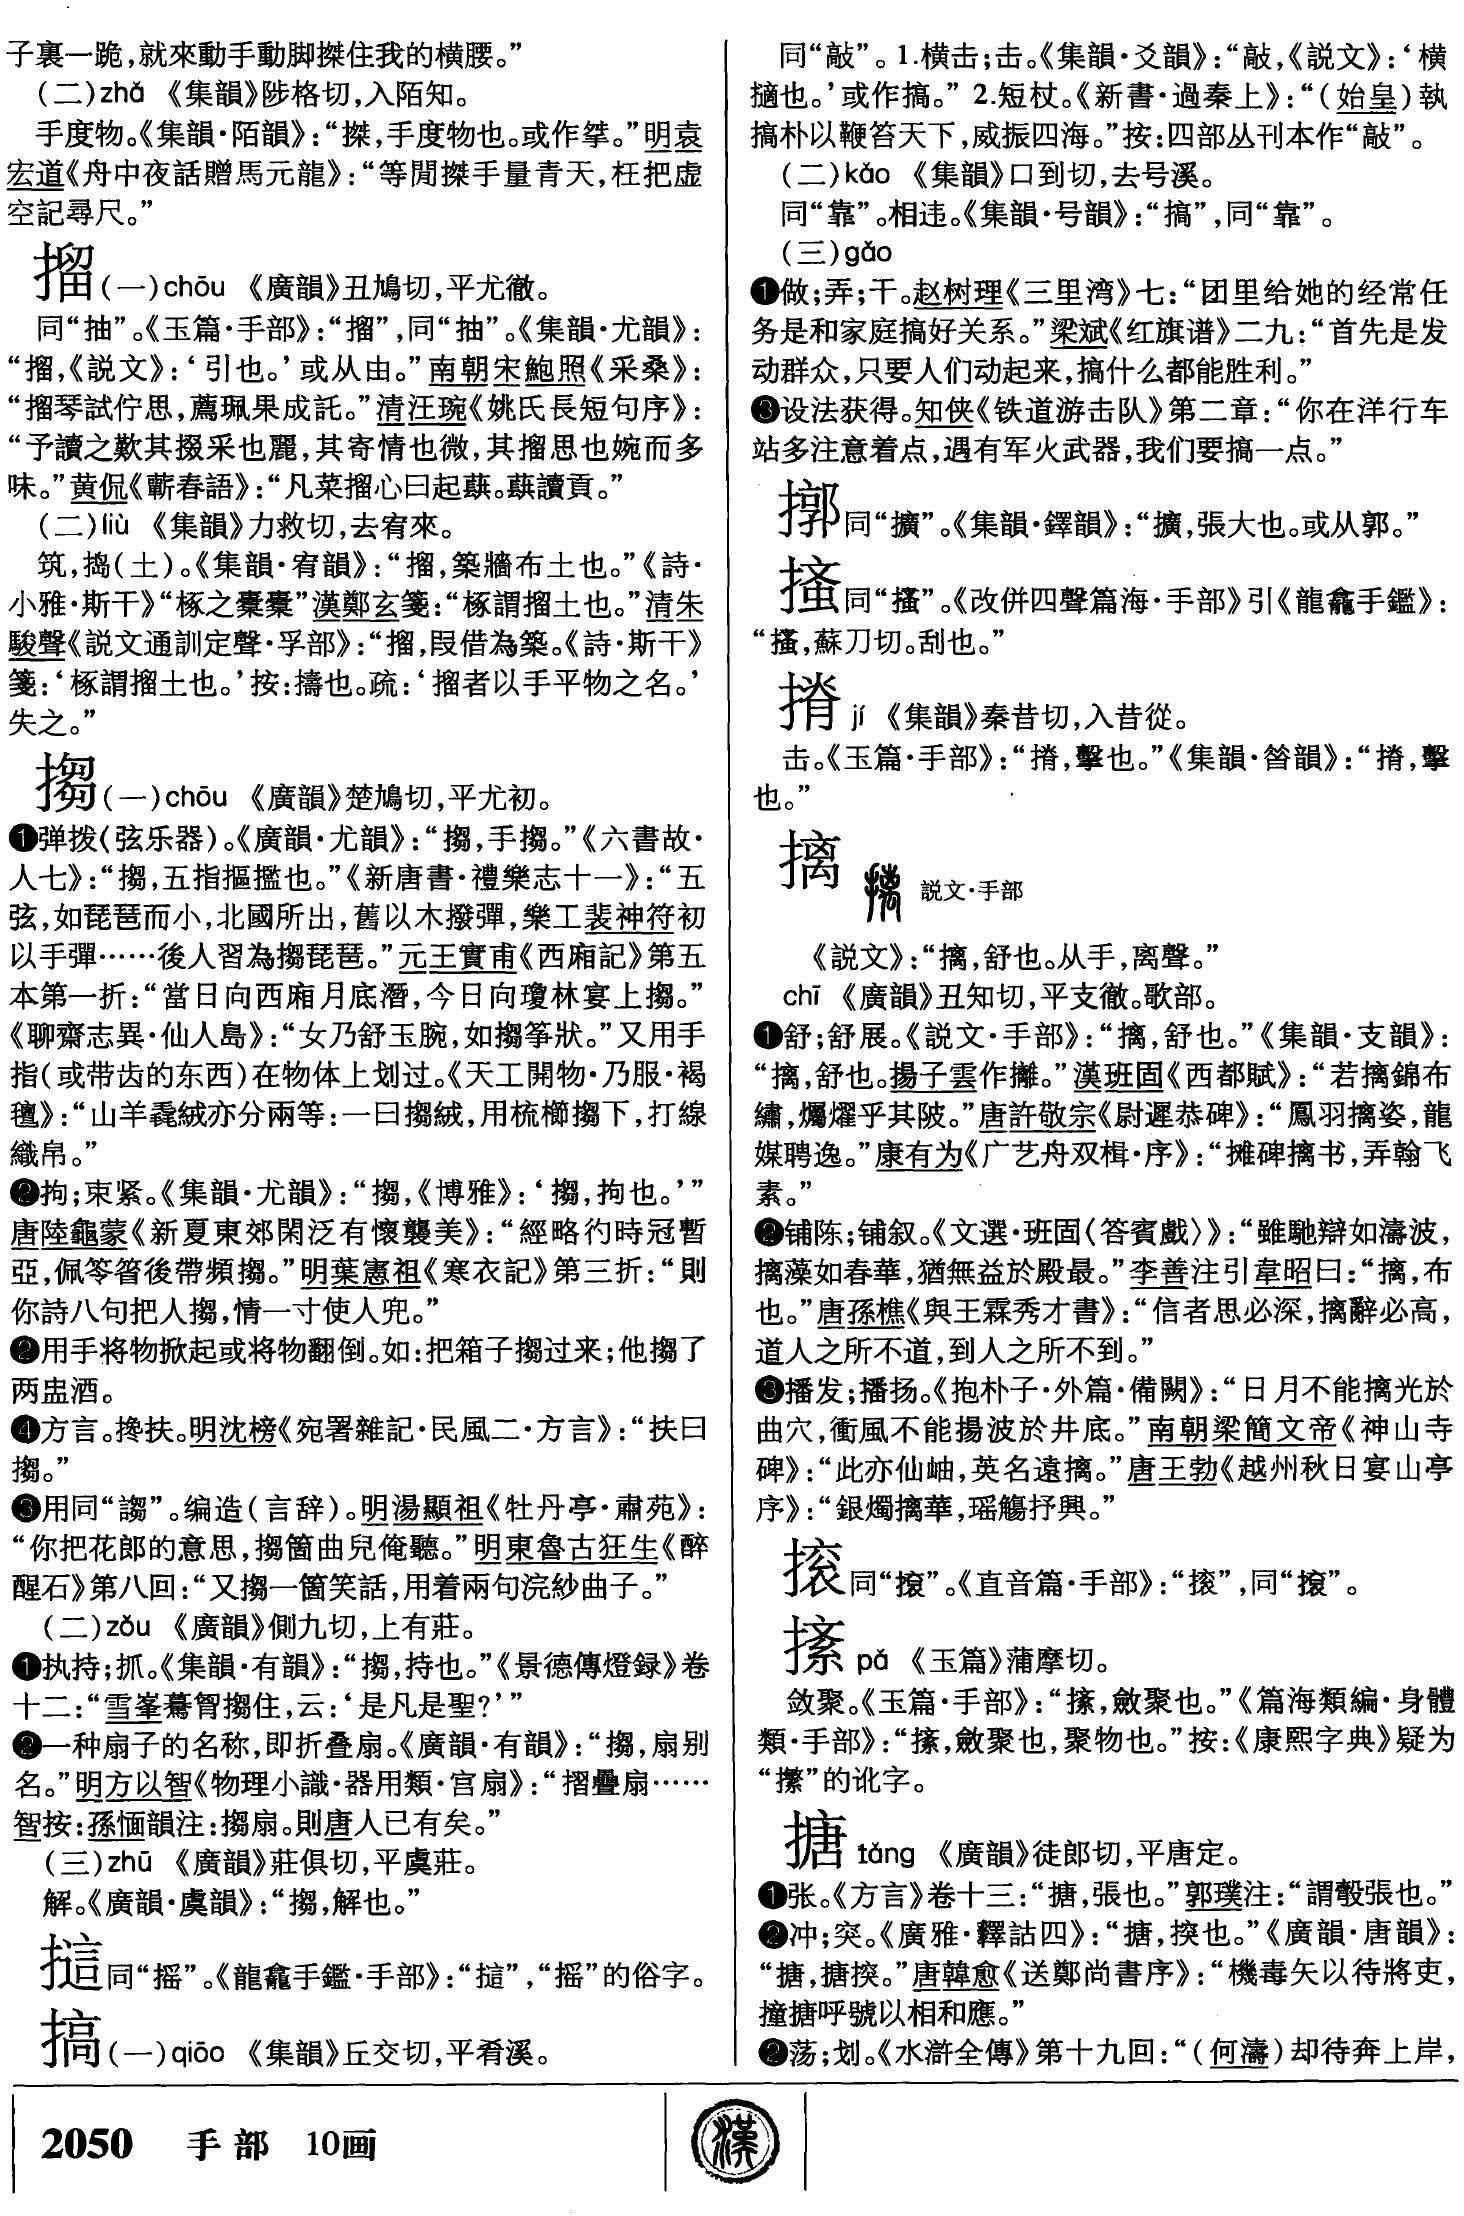 子裏一跪,就來動手動脚搩住我的横腰。”
(二)zhǎ 《集韻》陟格切,入陌知。
手度物。《集韻·陌韻》:“搩,手度物也。或作挙。”明袁
宏道《舟中夜話贈馬元龍》:“等閒搩手量青天,枉把虚
空記尋尺。”
㨨(一)chōu 《廣韻》丑鳩切,平尤徹。
同“抽”。《玉篇·手部》:“㨨”,同“抽”。《集韻·尤韻》:
“㨨,《説文》:‘引也。’或从由。”南朝宋鮑照《采桑》:
“㨨琴試佇思,薦珮果成託。”清汪琬《姚氏長短句序》:
“予讀之歎其掇采也麗,其寄情也微,其㨨思也婉而多
味。”黄侃《蘄春語》:“凡菜㨨心曰起蕻。蕻讀貢。”
(二)liù 《集韻》力救切,去宥來。
筑,捣(土)。《集韻·宥韻》:“㨨,築牆布土也。”《詩·
小雅·斯干》“椓之橐橐”漢鄭玄箋:“椓謂㨨土也。”清朱
駿聲《説文通訓定聲·孚部》:“㨨,叚借為築。《詩·斯干》
箋:‘椓謂㨨土也。’按:擣也。疏:‘㨨者以手平物之名。’
失之。”
搊(一)chōu 《廣韻》楚鳩切,平尤初。
❶弹拨(弦乐器)。《廣韻·尤韻》:“搊,手搊。”《六書故·
人七》:“搊,五指摳擥也。”《新唐書·禮樂志十一》:“五
弦,如琵琶而小,北國所出,舊以木撥彈,樂工裴神符初
以手彈……後人習為搊琵琶。”元王實甫《西廂記》第五
本第一折:“當日向西廂月底潛,今日向瓊林宴上搊。”
《聊齋志異·仙人島》:“女乃舒玉腕,如搊筝狀。”又用手
指(或带齿的东西)在物体上划过。《天工開物·乃服·褐
氊》:“山羊毳絨亦分兩等:一曰搊絨,用梳櫛搊下,打線
織帛。”
❷拘;束紧。《集韻·尤韻》:“搊,《博雅》:‘搊,拘也。’”
唐陸龜蒙《新夏東郊閑泛有懷襲美》:“經略彴時冠暫
亞,佩笭箵後帶頻搊。”明葉憲祖《寒衣記》第三折:“則
你詩八句把人搊,情一寸使人兜。”
❷用手将物掀起或将物翻倒。如:把箱子搊过来;他搊了
两盅酒。
❹方言。搀扶。明沈榜《宛署雜記·民風二·方言》:“扶曰
搊。”
❸用同“謅”。编造(言辞)。明湯顯祖《牡丹亭·肅苑》:
“你把花郎的意思,搊箇曲兒俺聽。”明東魯古狂生《醉
醒石》第八回:“又搊一箇笑話,用着兩句浣紗曲子。”
(二)zǒu 《廣韻》側九切,上有莊。
❶执持;抓。《集韻·有韻》:“搊,持也。”《景德傳燈録》卷
十二:“雪峯驀胷搊住,云:‘是凡是聖?’”
❷一种扇子的名称,即折叠扇。《廣韻·有韻》:“搊,扇别
名。”明方以智《物理小識·器用類·宫扇》:“摺疊扇……
智按:孫愐韻注:搊扇。則唐人已有矣。”
(三)zhū 《廣韻》莊俱切,平虞莊。
解。《廣韻·虞韻》:“搊,解也。”
同“摇”。《龍龕手鑑·手部》:“”,“摇”的俗字。
搞(一)qiāo 《集韻》丘交切,平肴溪。
同“敲”。1.横击;击。《集韻·爻韻》:“敲,《説文》:‘横
擿也。’或作搞。”2.短杖。《新書·過秦上》:“(始皇)執
搞朴以鞭笞天下,威振四海。”按:四部丛刊本作“敲”。
(二)kǎo 《集韻》口到切,去号溪。
同“靠”。相违。《集韻·号韻》:“搞”,同“靠”。
(三)gǎo
❶做;弄;干。赵树理《三里湾》七:“团里给她的经常任
务是和家庭搞好关系。”梁斌《红旗谱》二九:“首先是发
动群众,只要人们动起来,搞什么都能胜利。”
❸设法获得。知侠《铁道游击队》第二章:“你在洋行车
站多注意着点,遇有军火武器,我们要搞一点。”
㨯同“擴”。《集韻·鐸韻》:“擴,張大也。或从郭。”
搔同“搔”。《改併四聲篇海·手部》引《龍龕手鑑》:
“搔,蘇刀切。刮也。”
㨈jí 《集韻》秦昔切,入昔從。
击。《玉篇·手部》:“㨈,擊也。”《集韻·昝韻》:“㨈,擊
也。”
摛 説文·手部
《説文》:“摛,舒也。从手,离聲。”
chī 《廣韻》丑知切,平支徹。歌部。
❶舒;舒展。《説文·手部》:“摛,舒也。”《集韻·支韻》:
“摛,舒也。揚子雲作攡。”漢班固《西都賦》:“若摛錦布
繡,爥燿乎其陂。”唐許敬宗《尉遲恭碑》:“鳳羽摛姿,龍
媒聘逸。”康有为《广艺舟双楫·序》:“摊碑摛书,弄翰飞
素。”
❷铺陈;铺叙。《文選·班固〈答賓戲〉》:“雖馳辯如濤波,
摛藻如春華,猶無益於殿最。”李善注引韋昭曰:“摛,布
也。”唐孫樵《與王霖秀才書》:“信者思必深,摛辭必高,
道人之所不道,到人之所不到。”
❸播发;播扬。《抱朴子·外篇·備闕》:“日月不能摛光於
曲穴,衝風不能揚波於井底。”南朝梁簡文帝《神山寺
碑》:“此亦仙岫,英名遠摛。”唐王勃《越州秋日宴山亭
序》:“銀燭摛華,瑶觴抒興。”
滚同“㨰”。《直音篇·手部》:“滚”,同“㨰”。
搸pǎ 《玉篇》蒲摩切。
敛聚。《玉篇·手部》:“搸,斂聚也。”《篇海類編·身體
類·手部》:“搸,斂聚也,聚物也。”按:《康熙字典》疑为
“㩯”的讹字。
搪táng 《廣韻》徒郎切,平唐定。
❶张。《方言》卷十三:“搪,張也。”郭璞注:“謂彀張也。”
❷冲;突。《廣雅·釋詁四》:“搪,揬也。”《廣韻·唐韻》:
“搪,搪揬。”唐韓愈《送鄭尚書序》:“機毒矢以待將吏,
撞搪呼號以相和應。”
❷荡;划。《水滸全傳》第十九回:“(何濤)却待奔上岸,
2050 手部 10画
漢